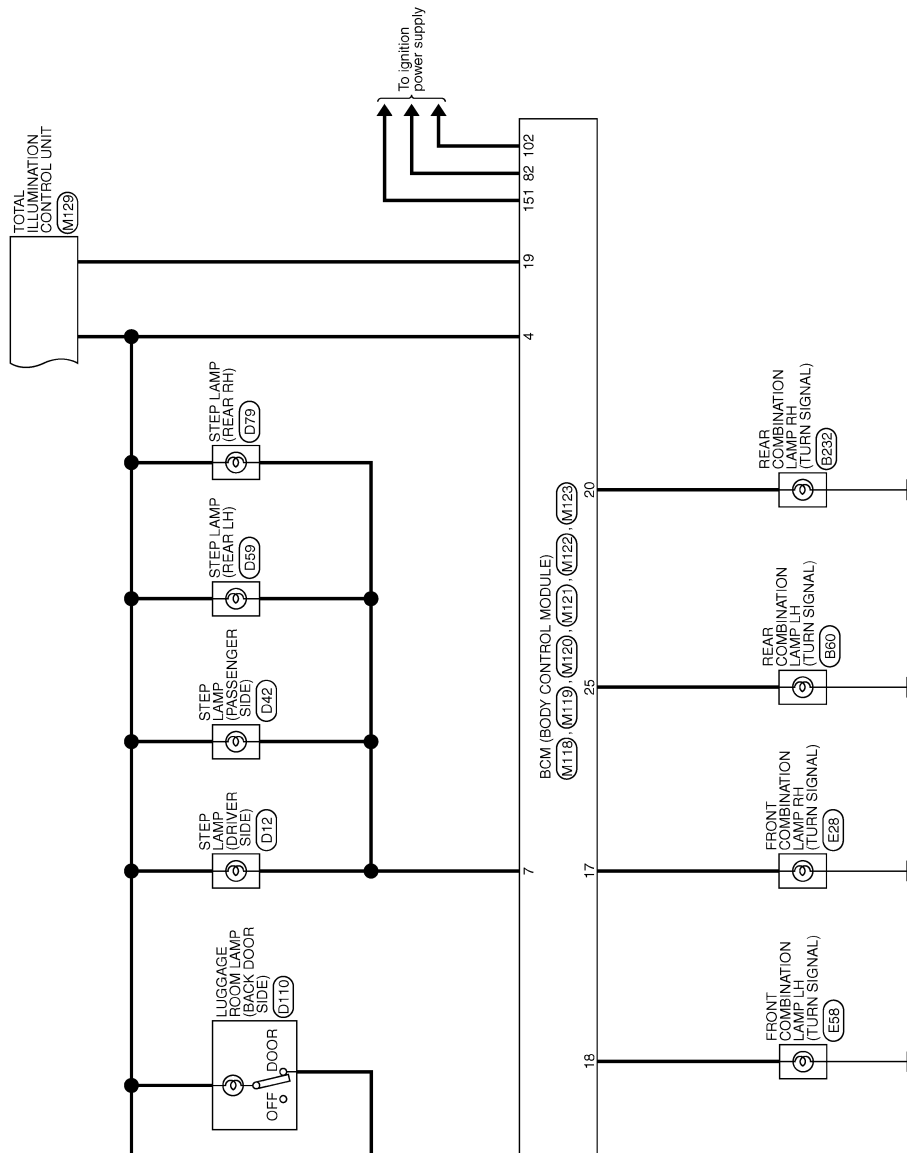 To ignition
power supply
TOTAL
ILLUMINATION
CONTROL UNIT
M129
102
82
151
19
4
STEP LAMP
(REAR RH)
D79
STEP LAMP
(REAR LH)
D59
STEP
LAMP
(PASSENGER
SIDE)
D42
STEP
LAMP
(DRIVER
SIDE)
D12
LUGGAGE
ROOM LAMP
(BACK DOOR
SIDE)
D110
OFF
DOOR
7
BCM (BODY CONTROL MODULE)
M118 , M119 , M120 , M121 , M122 , M123
20
25
17
18
REAR
COMBINATION
LAMP RH
(TURN SIGNAL)
B232
REAR
COMBINATION
LAMP LH
(TURN SIGNAL)
B60
FRONT
COMBINATION
LAMP RH
(TURN SIGNAL)
E28
FRONT
COMBINATION
LAMP LH
(TURN SIGNAL)
E58